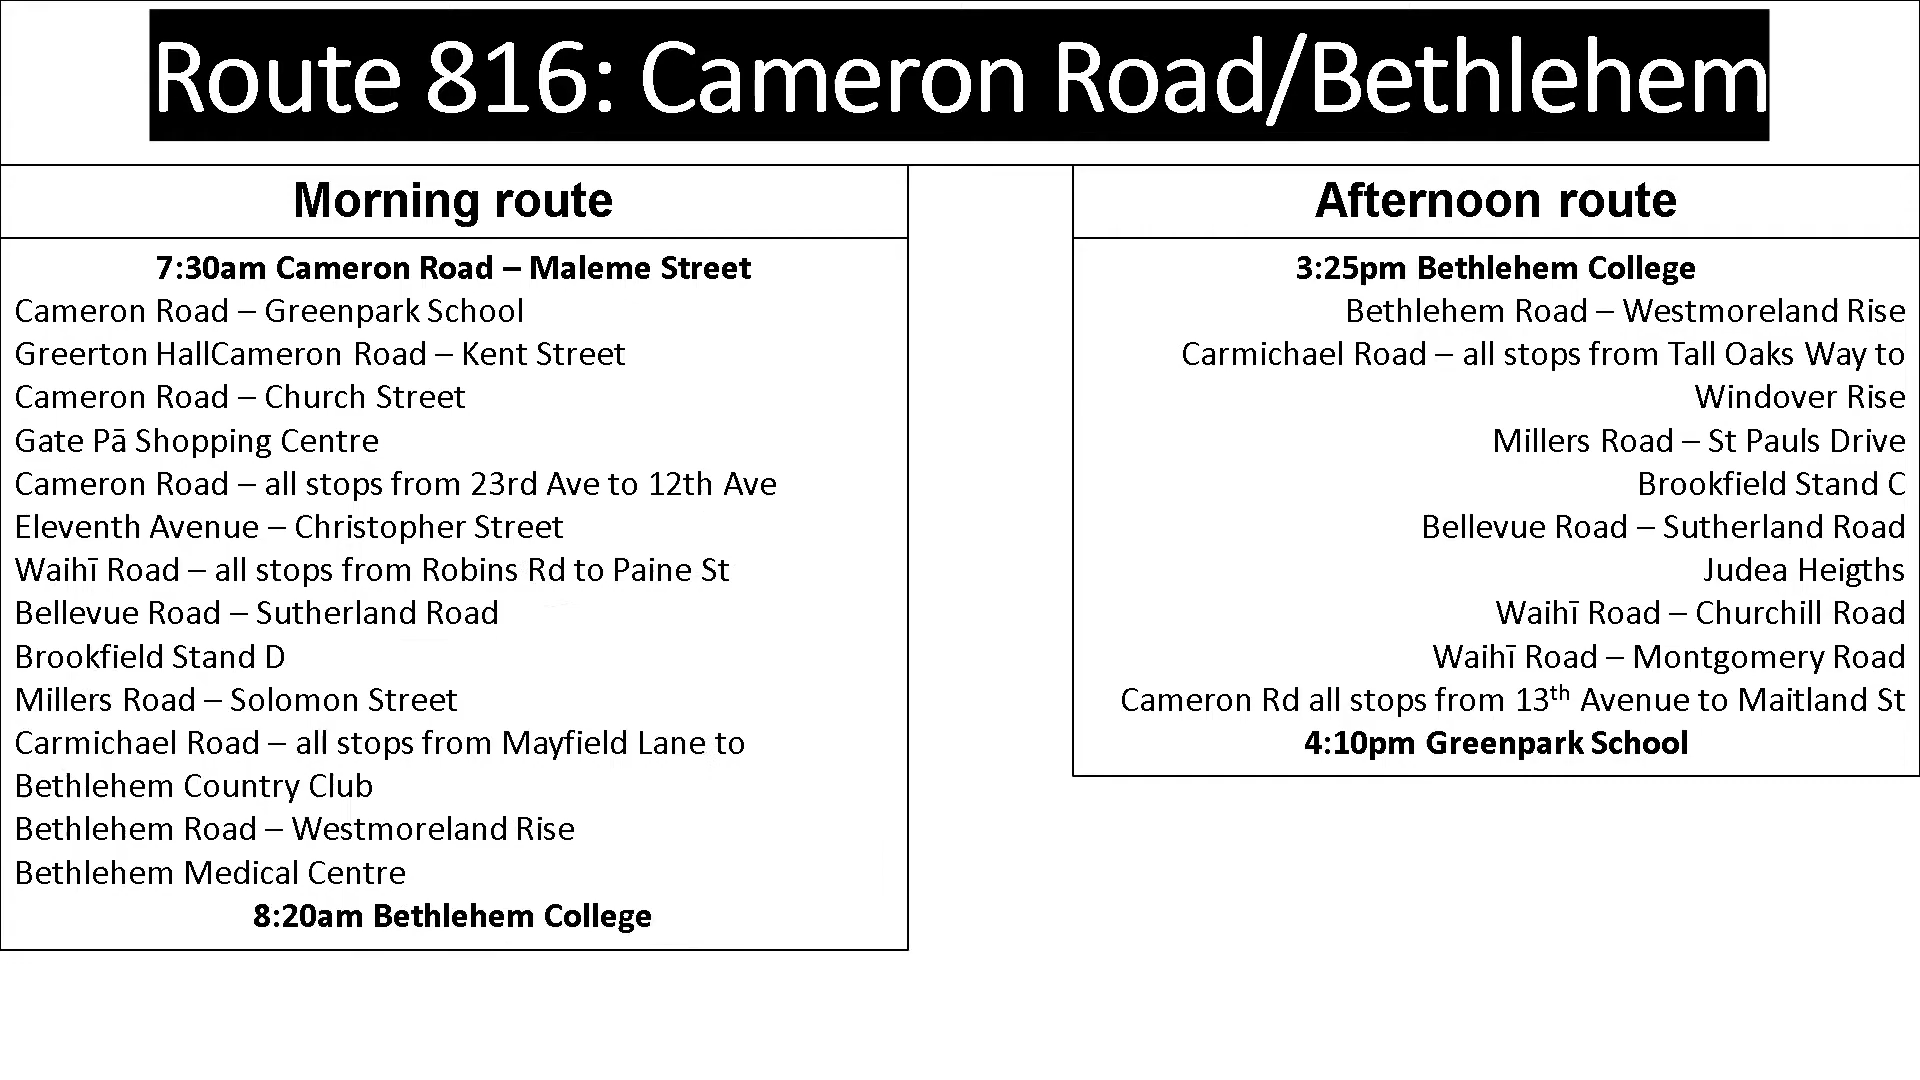 Route 816: Cameron Road/Bethlehem
Morning route
7:30am Cameron Road – Maleme Street
Cameron Road – Greenpark School
Greerton HallCameron Road – Kent Street
Cameron Road – Church Street
Gate Pā Shopping Centre
Cameron Road – all stops from 23rd Ave to 12th Ave
Eleventh Avenue – Christopher Street
Waihī Road – all stops from Robins Rd to Paine St
Bellevue Road – Sutherland Road
Brookfield Stand D
Millers Road – Solomon Street
Carmichael Road – all stops from Mayfield Lane to
Bethlehem Country Club
Bethlehem Road – Westmoreland Rise
Bethlehem Medical Centre
8:20am Bethlehem College
Afternoon route
3:25pm Bethlehem College
Bethlehem Road – Westmoreland Rise
Carmichael Road – all stops from Tall Oaks Way to
Windover Rise
Millers Road – St Pauls Drive
Brookfield Stand C
Bellevue Road – Sutherland Road
Judea Heigths
Waihī Road – Churchill Road
Waihī Road – Montgomery Road
Cameron Rd all stops from 13th Avenue to Maitland St
4:10pm Greenpark School